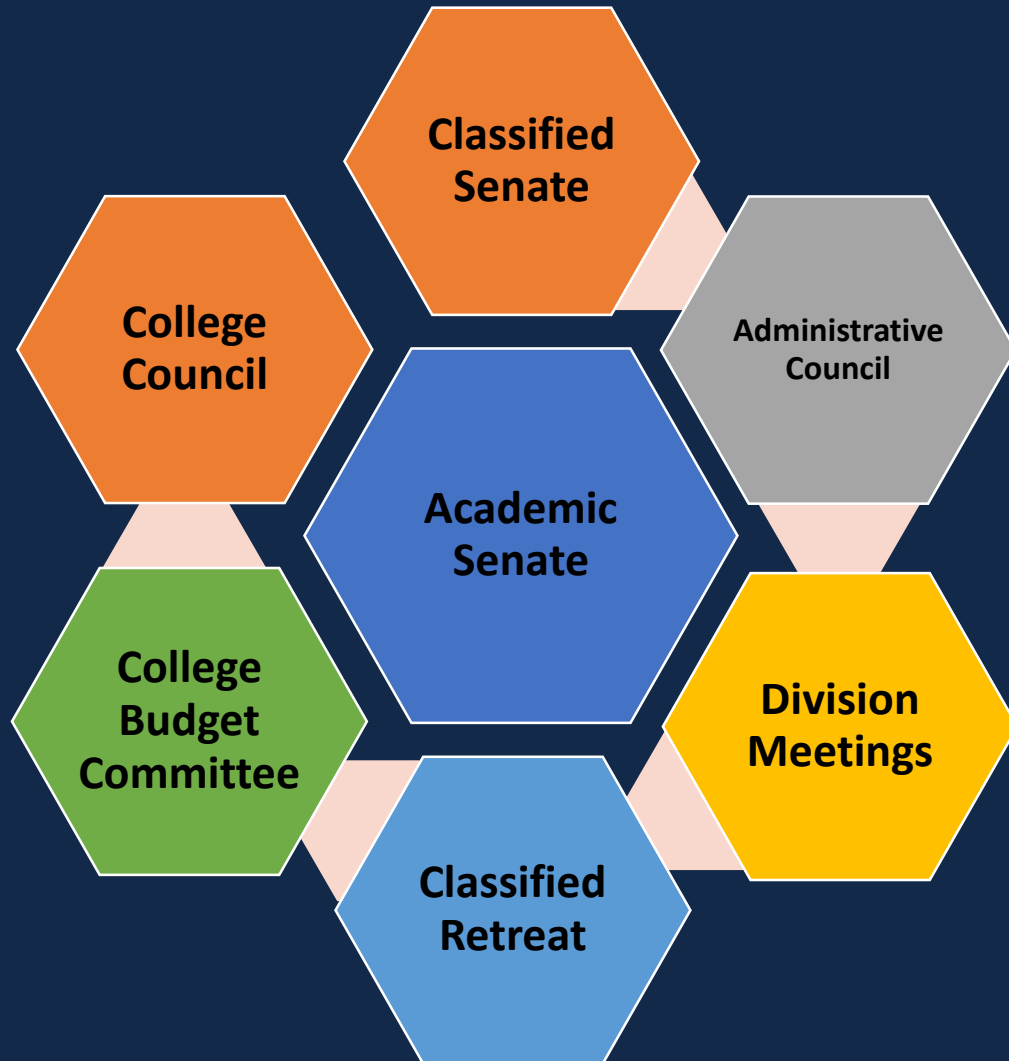 Classified
Senate
College
Council
Administrative
Council
Academic
Senate
College
Budget
Committee
Division
Meetings
Classified
Retreat